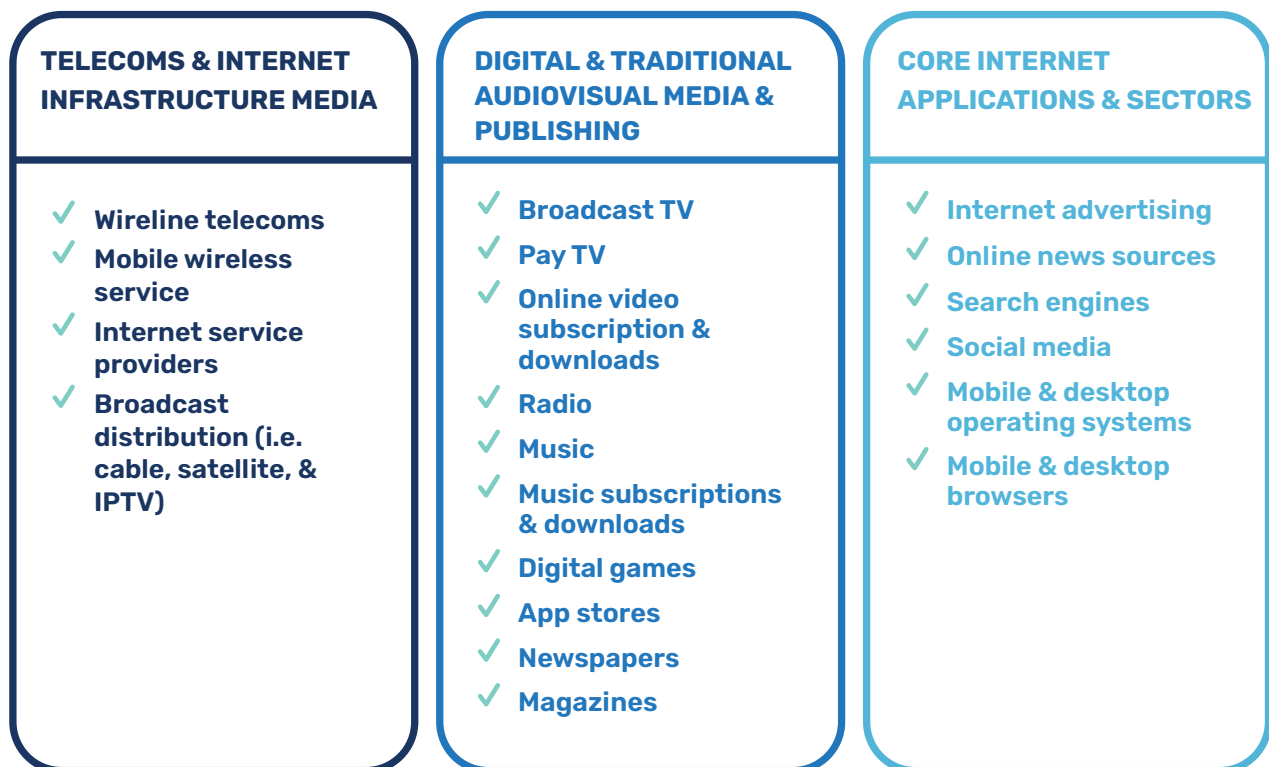 TELECOMS & INTERNET
INFRASTRUCTURE MEDIA
Wireline telecoms
Mobile wireless
service
Internet service
providers
Broadcast
distribution (i.e.
cable, satellite, &
IPTV)
DIGITAL & TRADITIONAL
AUDIOVISUAL MEDIA &
PUBLISHING
Broadcast TV
Pay TV
Online video
subscription &
downloads
Radio
Music
Music subscriptions
& downloads
Digital games
App stores
Newspapers
Magazines
CORE INTERNET
APPLICATIONS & SECTORS
Internet advertising
Online news sources
Search engines
Social media
Mobile & desktop
operating systems
Mobile & desktop
browsers